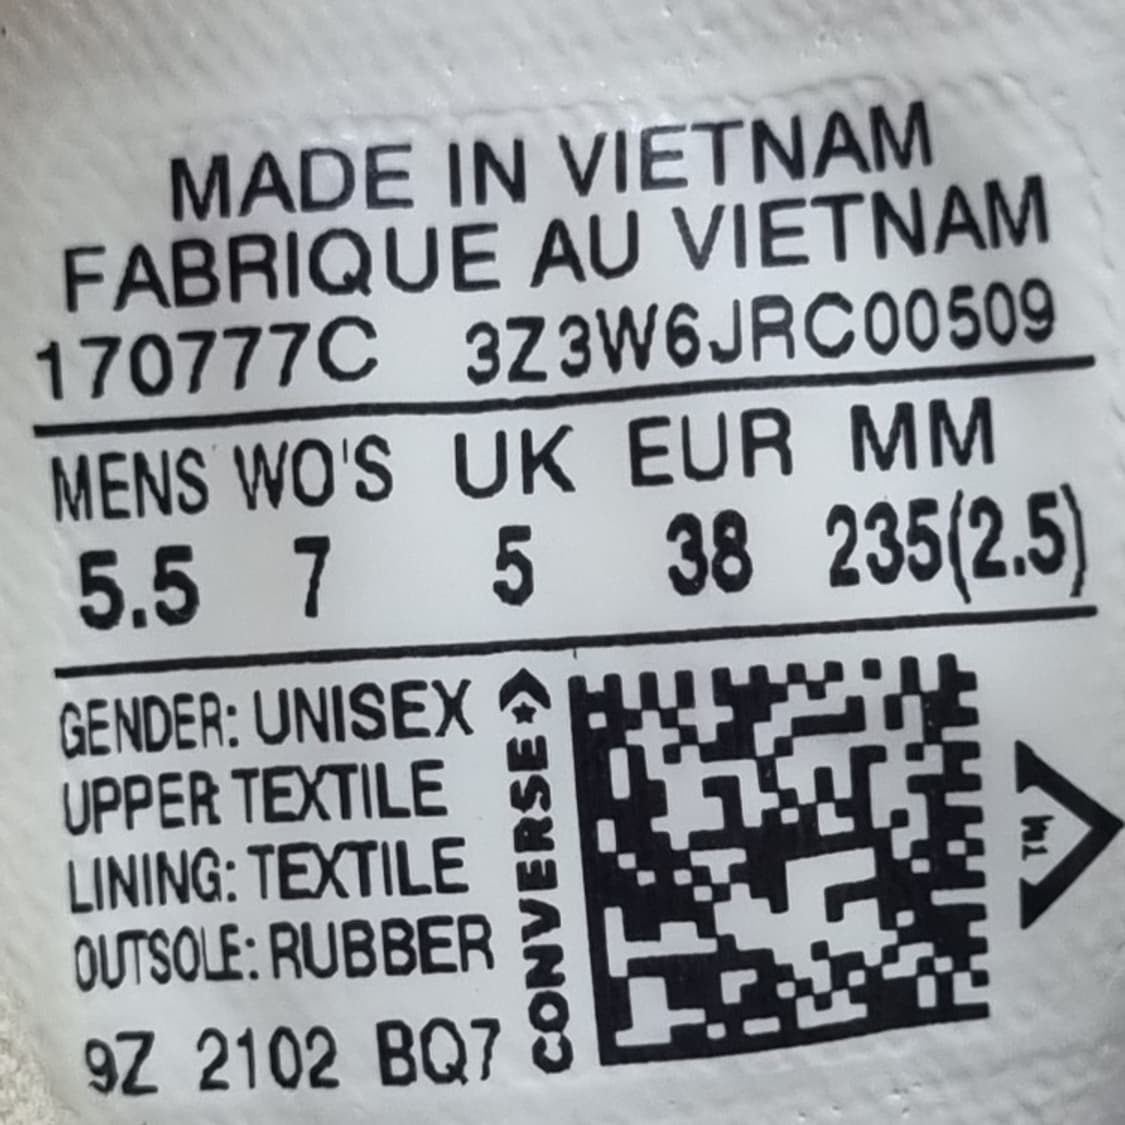 MADE IN VIETNAM
FABRIQUE AU VIETNAM
170777C 3Z3W6JRC00509
MENS WO'S UK EUR MM
5.5 7 5 38 235(2.5)
GENDER: UNISEX
UPPER TEXTILE
LINING: TEXTILE
OUTSOLE: RUBBER
9Z 2102 BQ7
CONVERSE